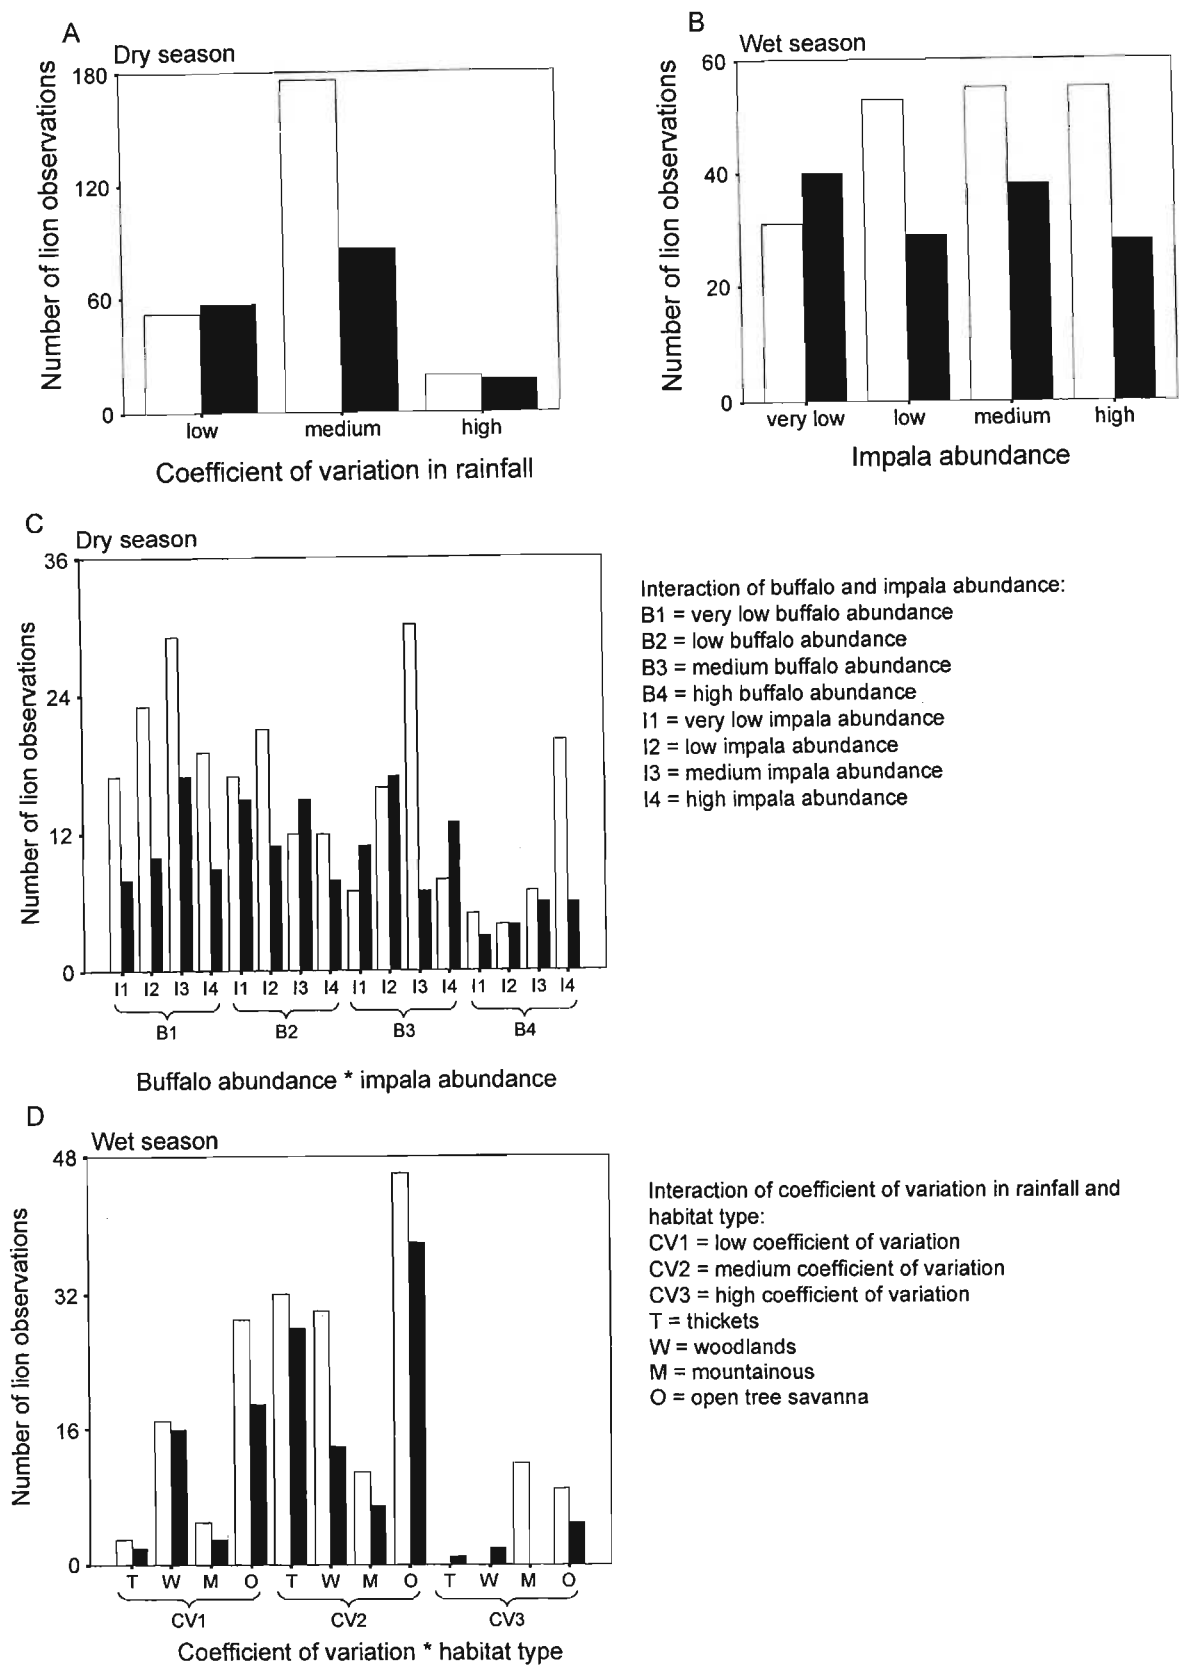 A
Dry season
180
120
60
0
Number of lion observations
low medium high
Coefficient of variation in rainfall
B
Wet season
60
40
20
0
Number of lion observations
very low low medium high
Impala abundance
C
Dry season
36
24
12
0
Number of lion observations
I1 I2 I3 I4 I1 I2 I3 I4 I1 I2 I3 I4 I1 I2 I3 I4
B1 B2 B3 B4
Buffalo abundance * impala abundance
Interaction of buffalo and impala abundance:
B1 = very low buffalo abundance
B2 = low buffalo abundance
B3 = medium buffalo abundance
B4 = high buffalo abundance
I1 = very low impala abundance
I2 = low impala abundance
I3 = medium impala abundance
I4 = high impala abundance
D
Wet season
48
32
16
0
Number of lion observations
T W M O T W M O T W M O
CV1 CV2 CV3
Coefficient of variation * habitat type
Interaction of coefficient of variation in rainfall and
habitat type:
CV1 = low coefficient of variation
CV2 = medium coefficient of variation
CV3 = high coefficient of variation
T = thickets
W = woodlands
M = mountainous
O = open tree savanna